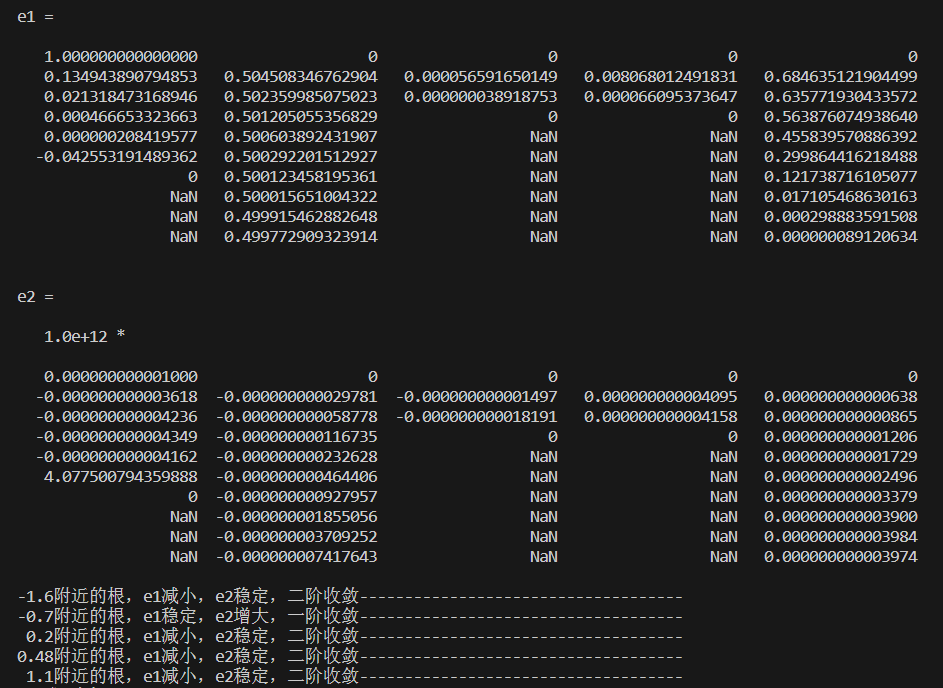 e1 =
1.000000000000000 0 0 0 0
0.134943890794853 0.504508346762904 0.000056591650149 0.008068012491831 0.684635121904499
0.021318473168946 0.502359985075023 0.000000038918753 0.000066095373647 0.635771930433572
0.000466653323663 0.501205055356829 0 0 0.563876074938640
0.000000208419577 0.500603892431907 NaN NaN 0.455839570886392
-0.042553191489362 0.500292201512927 NaN NaN 0.299864416218488
0 0.500123458195361 NaN NaN 0.121738716105077
NaN 0.500015651004322 NaN NaN 0.017105468630163
NaN 0.499915462882648 NaN NaN 0.000298883591508
NaN 0.499772909323914 NaN NaN 0.000000089120634
e2 =
1.0e+12 *
0.000000000001000 0 0 0 0
-0.000000000003618 -0.000000000029781 -0.000000000001497 0.000000000004095 0.000000000000638
-0.000000000004236 -0.000000000058778 -0.000000000018191 0.000000000004158 0.000000000000865
-0.000000000004349 -0.000000000116735 0 0 0.000000000001206
-0.000000000004162 -0.000000000232628 NaN NaN 0.000000000001729
4.077500794359888 -0.000000000464406 NaN NaN 0.000000000002496
0 -0.000000000927957 NaN NaN 0.000000000003379
NaN -0.000000001855056 NaN NaN 0.000000000003900
NaN -0.000000003709252 NaN NaN 0.000000000003984
NaN -0.000000007417643 NaN NaN 0.000000000003974
-1.6附近的根，e1减小，e2稳定，二阶收敛------------------------------------
-0.7附近的根，e1稳定，e2增大，一阶收敛------------------------------------
0.2附近的根，e1减小，e2稳定，二阶收敛------------------------------------
0.48附近的根，e1减小，e2稳定，二阶收敛------------------------------------
1.1附近的根，e1减小，e2稳定，二阶收敛------------------------------------